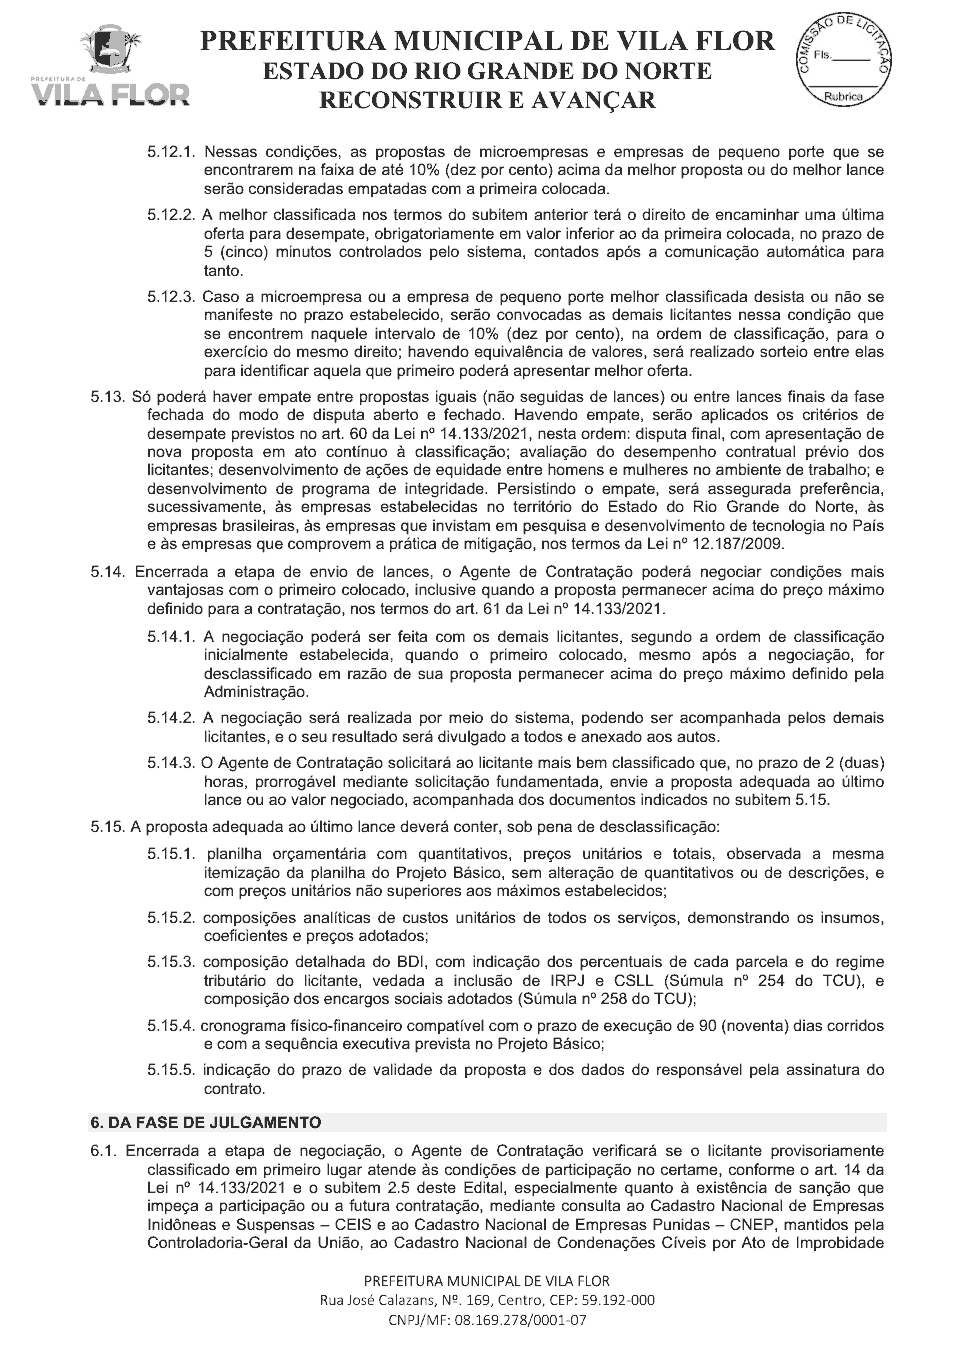 PREFEITURA DE
VILA FLOR
PREFEITURA MUNICIPAL DE VILA FLOR
ESTADO DO RIO GRANDE DO NORTE
RECONSTRUIR E AVANÇAR
COMISSÃO DE LICITAÇÃO
Fls.
Rubrica
5.12.1. Nessas condições, as propostas de microempresas e empresas de pequeno porte que se
encontrarem na faixa de até 10% (dez por cento) acima da melhor proposta ou do melhor lance
serão consideradas empatadas com a primeira colocada.
5.12.2. A melhor classificada nos termos do subitem anterior terá o direito de encaminhar uma última
oferta para desempate, obrigatoriamente em valor inferior ao da primeira colocada, no prazo de
5 (cinco) minutos controlados pelo sistema, contados após a comunicação automática para
tanto.
5.12.3. Caso a microempresa ou a empresa de pequeno porte melhor classificada desista ou não se
manifeste no prazo estabelecido, serão convocadas as demais licitantes nessa condição que
se encontrem naquele intervalo de 10% (dez por cento), na ordem de classificação, para o
exercício do mesmo direito; havendo equivalência de valores, será realizado sorteio entre elas
para identificar aquela que primeiro poderá apresentar melhor oferta.
5.13. Só poderá haver empate entre propostas iguais (não seguidas de lances) ou entre lances finais da fase
fechada do modo de disputa aberto e fechado. Havendo empate, serão aplicados os critérios de
desempate previstos no art. 60 da Lei nº 14.133/2021, nesta ordem: disputa final, com apresentação de
nova proposta em ato contínuo à classificação; avaliação do desempenho contratual prévio dos
licitantes; desenvolvimento de ações de equidade entre homens e mulheres no ambiente de trabalho; e
desenvolvimento de programa de integridade. Persistindo o empate, será assegurada preferência,
sucessivamente, às empresas estabelecidas no território do Estado do Rio Grande do Norte, às
empresas brasileiras, às empresas que invistam em pesquisa e desenvolvimento de tecnologia no País
e às empresas que comprovem a prática de mitigação, nos termos da Lei nº 12.187/2009.
5.14. Encerrada a etapa de envio de lances, o Agente de Contratação poderá negociar condições mais
vantajosas com o primeiro colocado, inclusive quando a proposta permanecer acima do preço máximo
definido para a contratação, nos termos do art. 61 da Lei nº 14.133/2021.
5.14.1. A negociação poderá ser feita com os demais licitantes, segundo a ordem de classificação
inicialmente estabelecida, quando o primeiro colocado, mesmo após a negociação, for
desclassificado em razão de sua proposta permanecer acima do preço máximo definido pela
Administração.
5.14.2. A negociação será realizada por meio do sistema, podendo ser acompanhada pelos demais
licitantes, e o seu resultado será divulgado a todos e anexado aos autos.
5.14.3. O Agente de Contratação solicitará ao licitante mais bem classificado que, no prazo de 2 (duas)
horas, prorrogável mediante solicitação fundamentada, envie a proposta adequada ao último
lance ou ao valor negociado, acompanhada dos documentos indicados no subitem 5.15.
5.15. A proposta adequada ao último lance deverá conter, sob pena de desclassificação:
5.15.1. planilha orçamentária com quantitativos, preços unitários e totais, observada a mesma
itemização da planilha do Projeto Básico, sem alteração de quantitativos ou de descrições, e
com preços unitários não superiores aos máximos estabelecidos;
5.15.2. composições analíticas de custos unitários de todos os serviços, demonstrando os insumos,
coeficientes e preços adotados;
5.15.3. composição detalhada do BDI, com indicação dos percentuais de cada parcela e do regime
tributário do licitante, vedada a inclusão de IRPJ e CSLL (Súmula nº 254 do TCU), e
composição dos encargos sociais adotados (Súmula nº 258 do TCU);
5.15.4. cronograma físico-financeiro compatível com o prazo de execução de 90 (noventa) dias corridos
e com a sequência executiva prevista no Projeto Básico;
5.15.5. indicação do prazo de validade da proposta e dos dados do responsável pela assinatura do
contrato.
6. DA FASE DE JULGAMENTO
6.1. Encerrada a etapa de negociação, o Agente de Contratação verificará se o licitante provisoriamente
classificado em primeiro lugar atende às condições de participação no certame, conforme o art. 14 da
Lei nº 14.133/2021 e o subitem 2.5 deste Edital, especialmente quanto à existência de sanção que
impeça a participação ou a futura contratação, mediante consulta ao Cadastro Nacional de Empresas
Inidôneas e Suspensas – CEIS e ao Cadastro Nacional de Empresas Punidas – CNEP, mantidos pela
Controladoria-Geral da União, ao Cadastro Nacional de Condenações Cíveis por Ato de Improbidade
PREFEITURA MUNICIPAL DE VILA FLOR
Rua José Calazans, Nº. 169, Centro, CEP: 59.192-000
CNPJ/MF: 08.169.278/0001-07